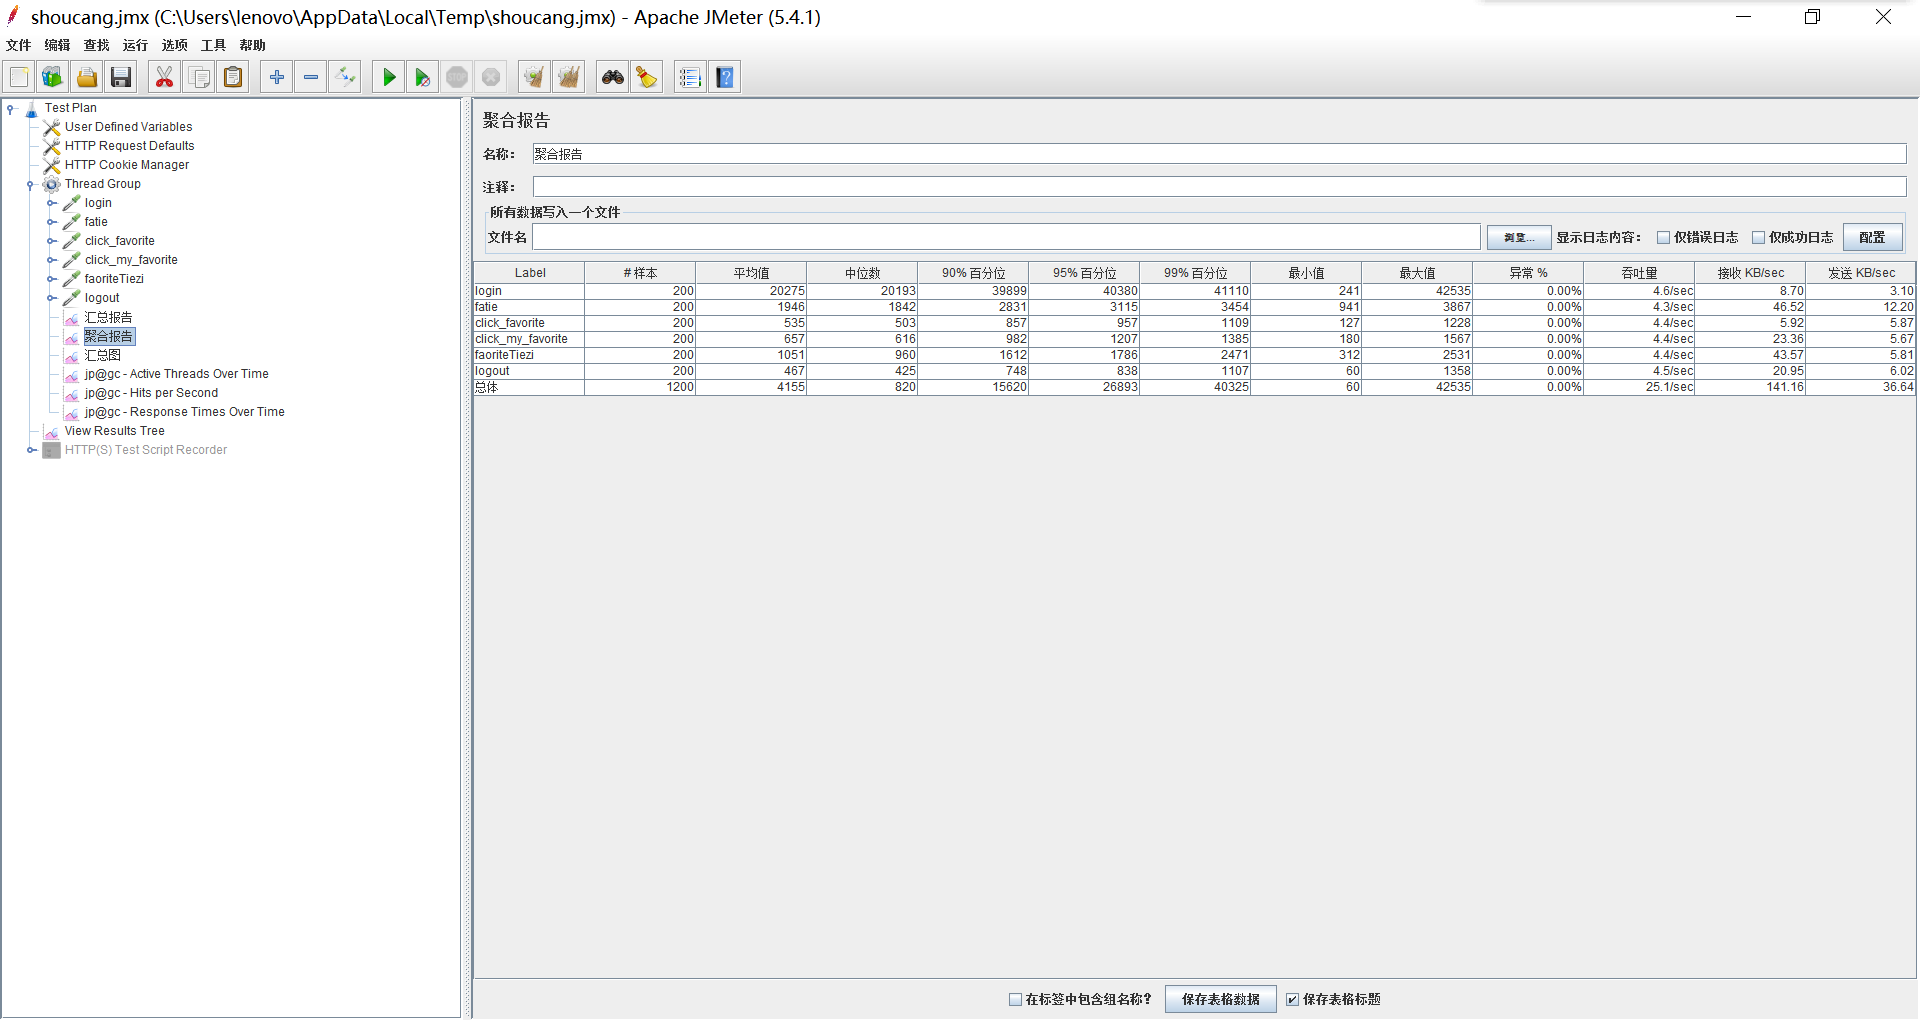 shoucang.jmx (C:\Users\lenovo\AppData\Local\Temp\shoucang.jmx) - Apache JMeter (5.4.1)
文件 编辑 查找 运行 选项 工具 帮助
STOP
Test Plan
User Defined Variables
HTTP Request Defaults
HTTP Cookie Manager
Thread Group
login
fatie
click_favorite
click_my_favorite
faoriteTiezi
logout
汇总报告
聚合报告
汇总图
jp@gc - Active Threads Over Time
jp@gc - Hits per Second
jp@gc - Response Times Over Time
View Results Tree
HTTP(S) Test Script Recorder
聚合报告
名称： 聚合报告
注释：
所有数据写入一个文件
文件名 浏览... 显示日志内容： 仅错误日志 仅成功日志 配置
Label # 样本 平均值 中位数 90% 百分位 95% 百分位 99% 百分位 最小值 最大值 异常 % 吞吐量 接收 KB/sec 发送 KB/sec
login 200 20275 20193 39899 40380 41110 241 42535 0.00% 4.6/sec 8.70 3.10
fatie 200 1946 1842 2831 3115 3454 941 3867 0.00% 4.3/sec 46.52 12.20
click_favorite 200 535 503 857 957 1109 127 1228 0.00% 4.4/sec 5.92 5.87
click_my_favorite 200 657 616 982 1207 1385 180 1567 0.00% 4.4/sec 23.36 5.67
faoriteTiezi 200 1051 960 1612 1786 2471 312 2531 0.00% 4.4/sec 43.57 5.81
logout 200 467 425 748 838 1107 60 1358 0.00% 4.5/sec 20.95 6.02
总体 1200 4155 820 15620 26893 40325 60 42535 0.00% 25.1/sec 141.16 36.64
在标签中包含组名称? 保存表格数据 保存表格标题